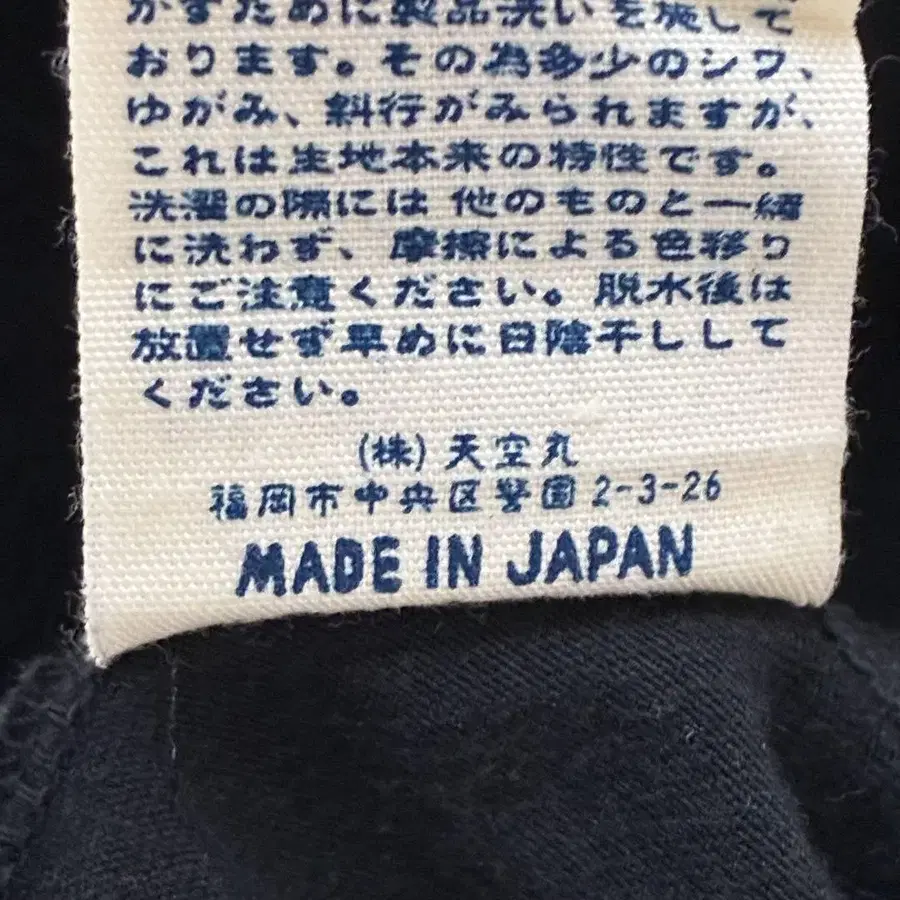 かすために製品洗いを施して
おります。その為多少のシワ、
ゆがみ、斜行がみられますが、
これは生地本来の特性です。
洗濯の際には他のものと一緒
に洗わず、摩擦による色移り
にご注意ください。脱水後は
放置せず早めに日陰干しして
ください。
(株)天空丸
福岡市中央区警固2-3-26
MADE IN JAPAN